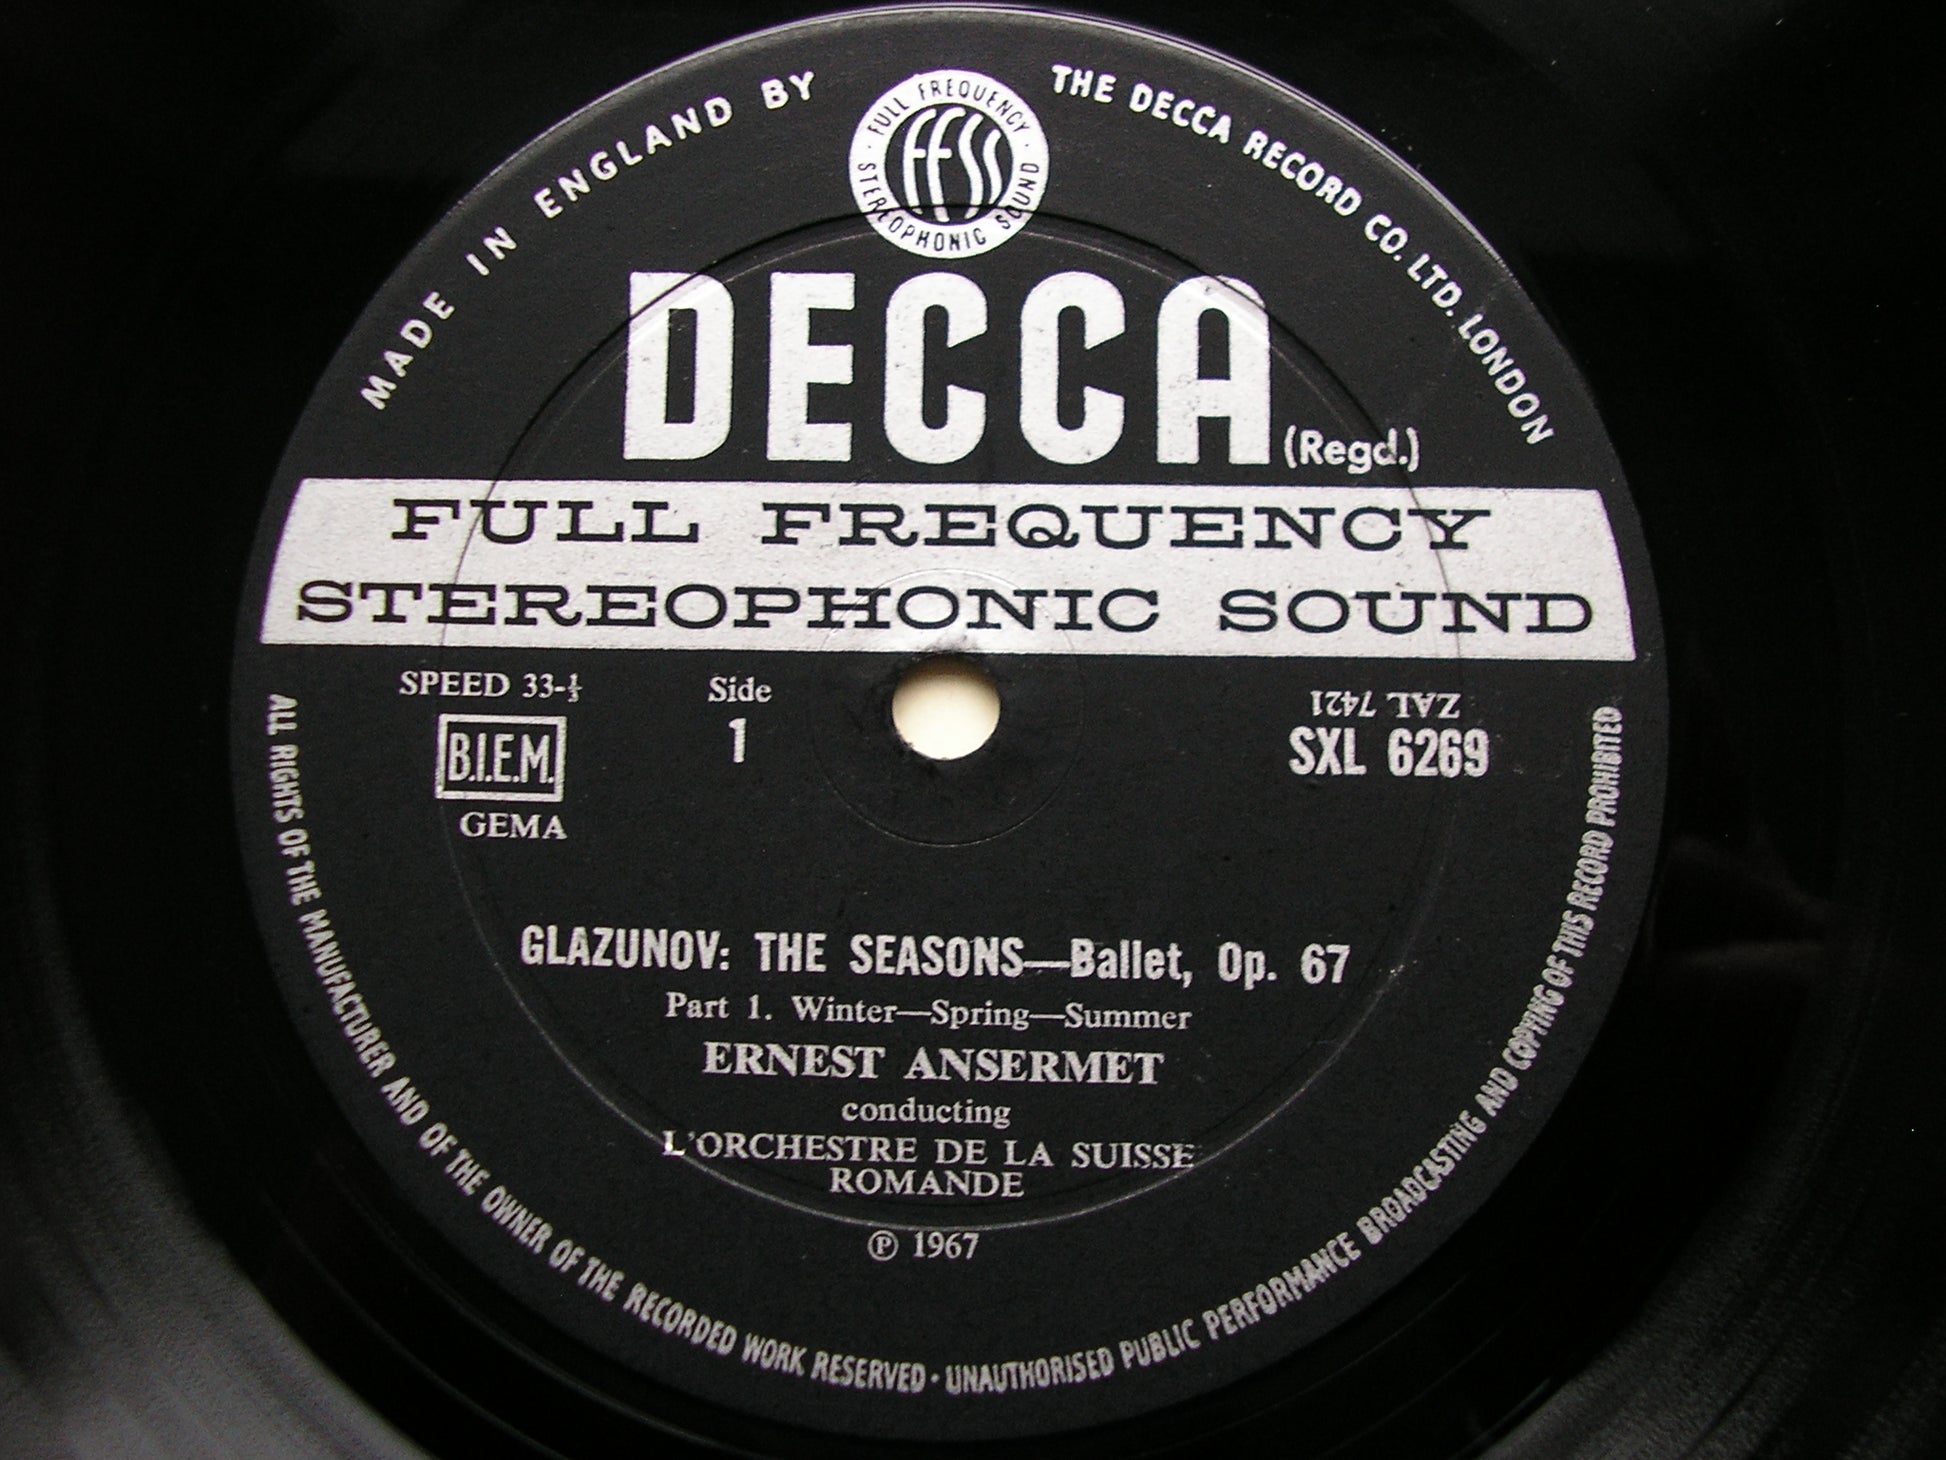 MADE IN ENGLAND BY
THE DECCA RECORD CO. LTD. LONDON
FULL FREQUENCY
ffss
STEREOPHONIC SOUND
DECCA (Regd.)
FULL FREQUENCY
STEREOPHONIC SOUND
SPEED 33-⅓
Side
1
ZAL 7421
SXL 6269
B.I.E.M.
GEMA
GLAZUNOV: THE SEASONS—Ballet, Op. 67
Part 1. Winter—Spring—Summer
ERNEST ANSERMET
conducting
L'ORCHESTRE DE LA SUISSE
ROMANDE
℗ 1967
ALL RIGHTS OF THE MANUFACTURER AND OF THE OWNER OF THE RECORDED WORK RESERVED · UNAUTHORISED PUBLIC PERFORMANCE BROADCASTING AND COPYING OF THIS RECORD PROHIBITED